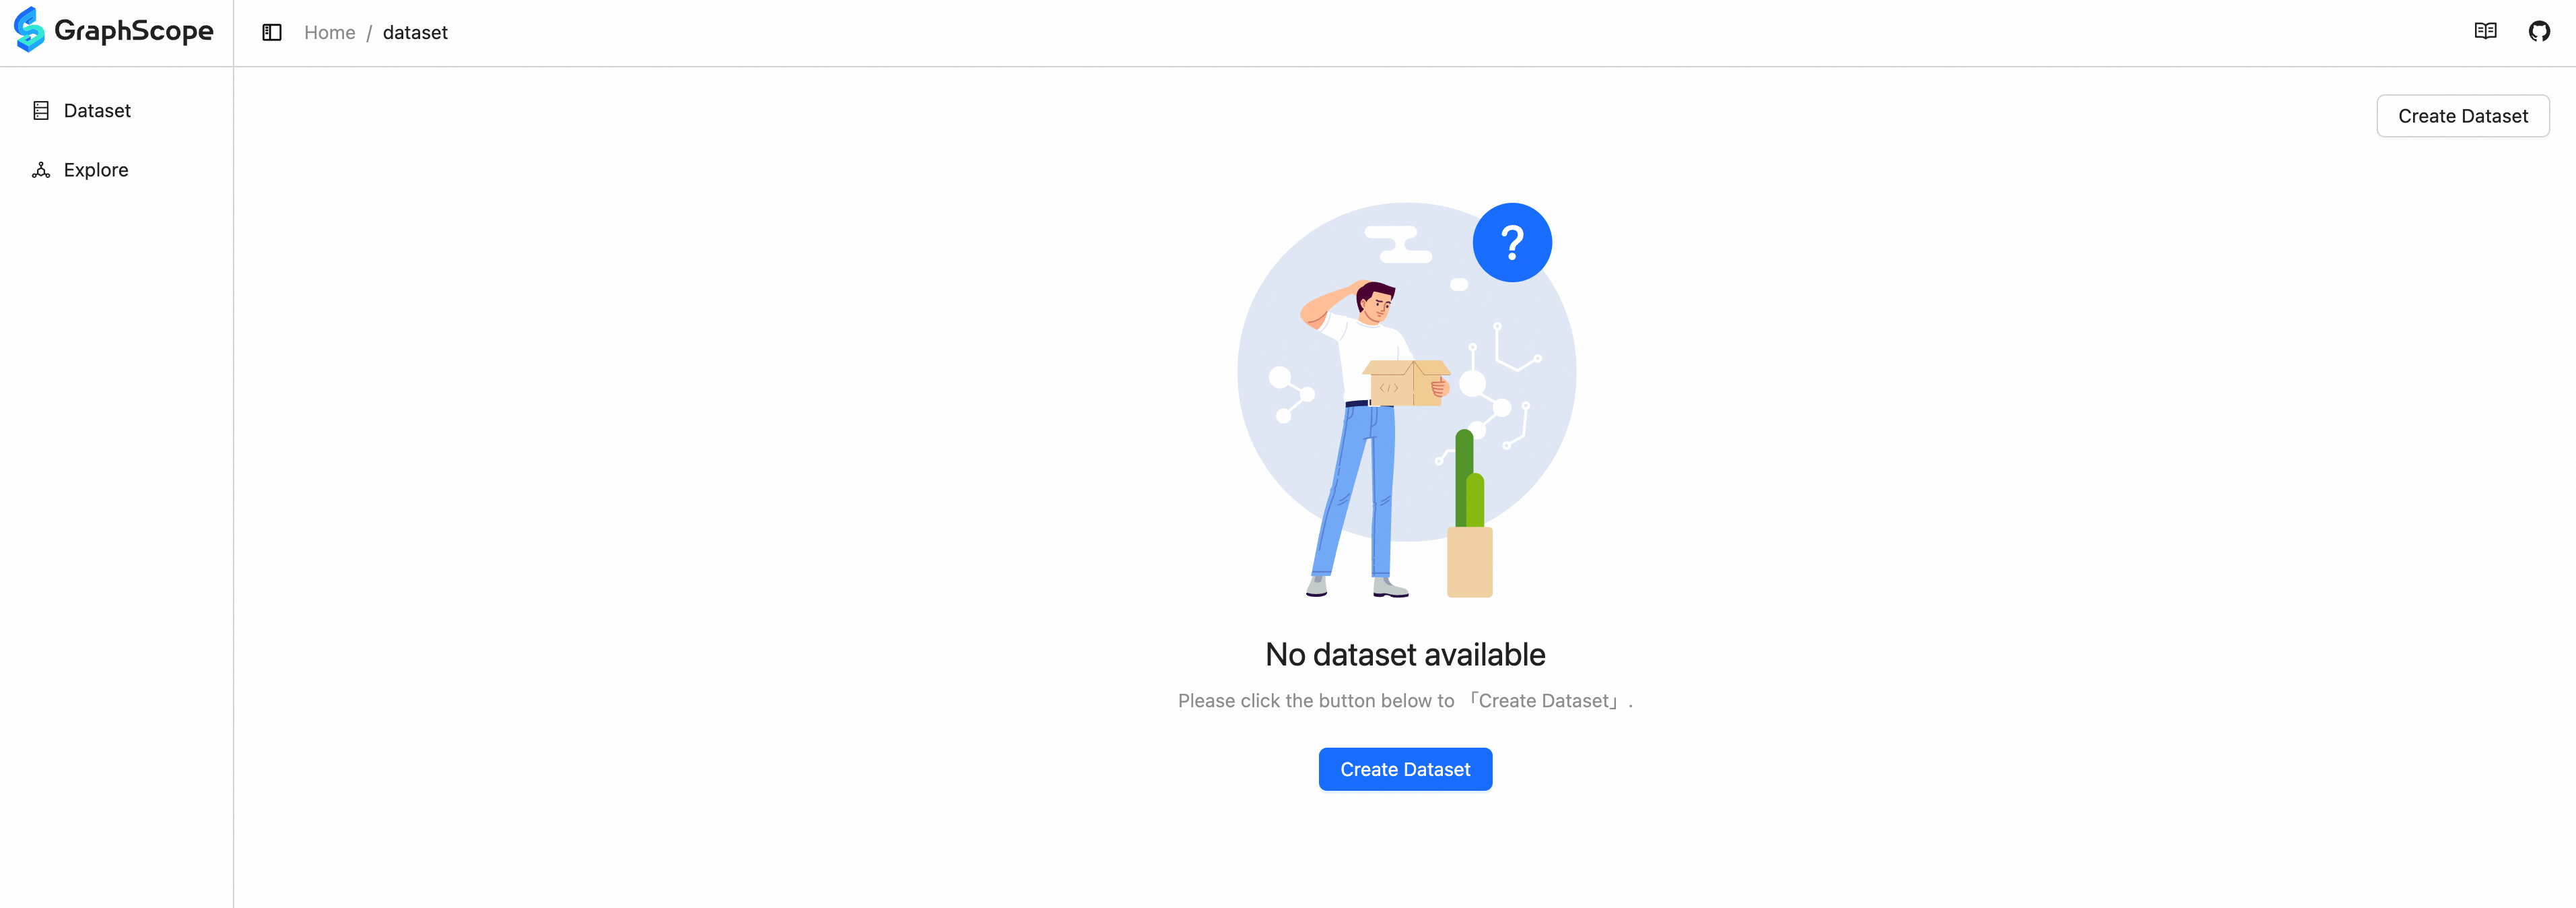 GraphScope
Home / dataset
Dataset
Explore
Create Dataset
?
</>
No dataset available
Please click the button below to 「Create Dataset」.
Create Dataset